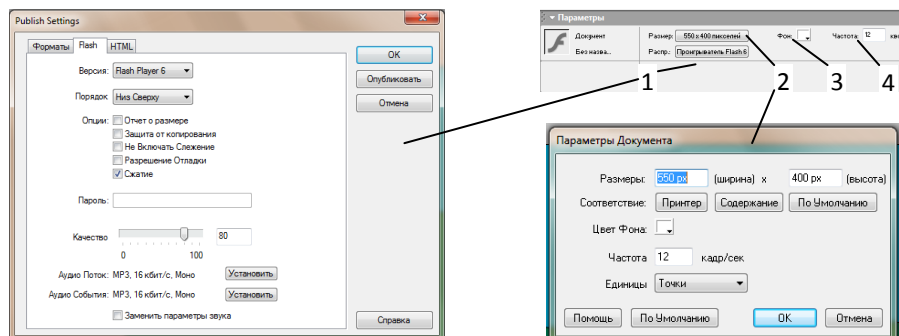 Publish Settings
Форматы Flash HTML
Версия: Flash Player 6
Порядок Низ Сверху
Опции: Отчет о размере
Защита от копирования
Не Включать Слежение
Разрешение Отладки
Сжатие
Пароль:
Качество 80
0 100
Аудио Поток: MP3, 16 кбит/с, Моно Установить
Аудио События: MP3, 16 кбит/с, Моно Установить
Заменить параметры звука
OK
Опубликовать
Отмена
Справка
Параметры
Документ Размер: 550 x 400 пикселей Фон: Частота: 12 кв
Без назва... Распр.: Проигрыватель Flash 6
1 2 3 4
Параметры Документа
Размеры: 550 px (ширина) x 400 px (высота)
Соответствие: Принтер Содержание По Умолчанию
Цвет Фона:
Частота 12 кадр/сек
Единицы Точки
Помощь По Умолчанию OK Отмена